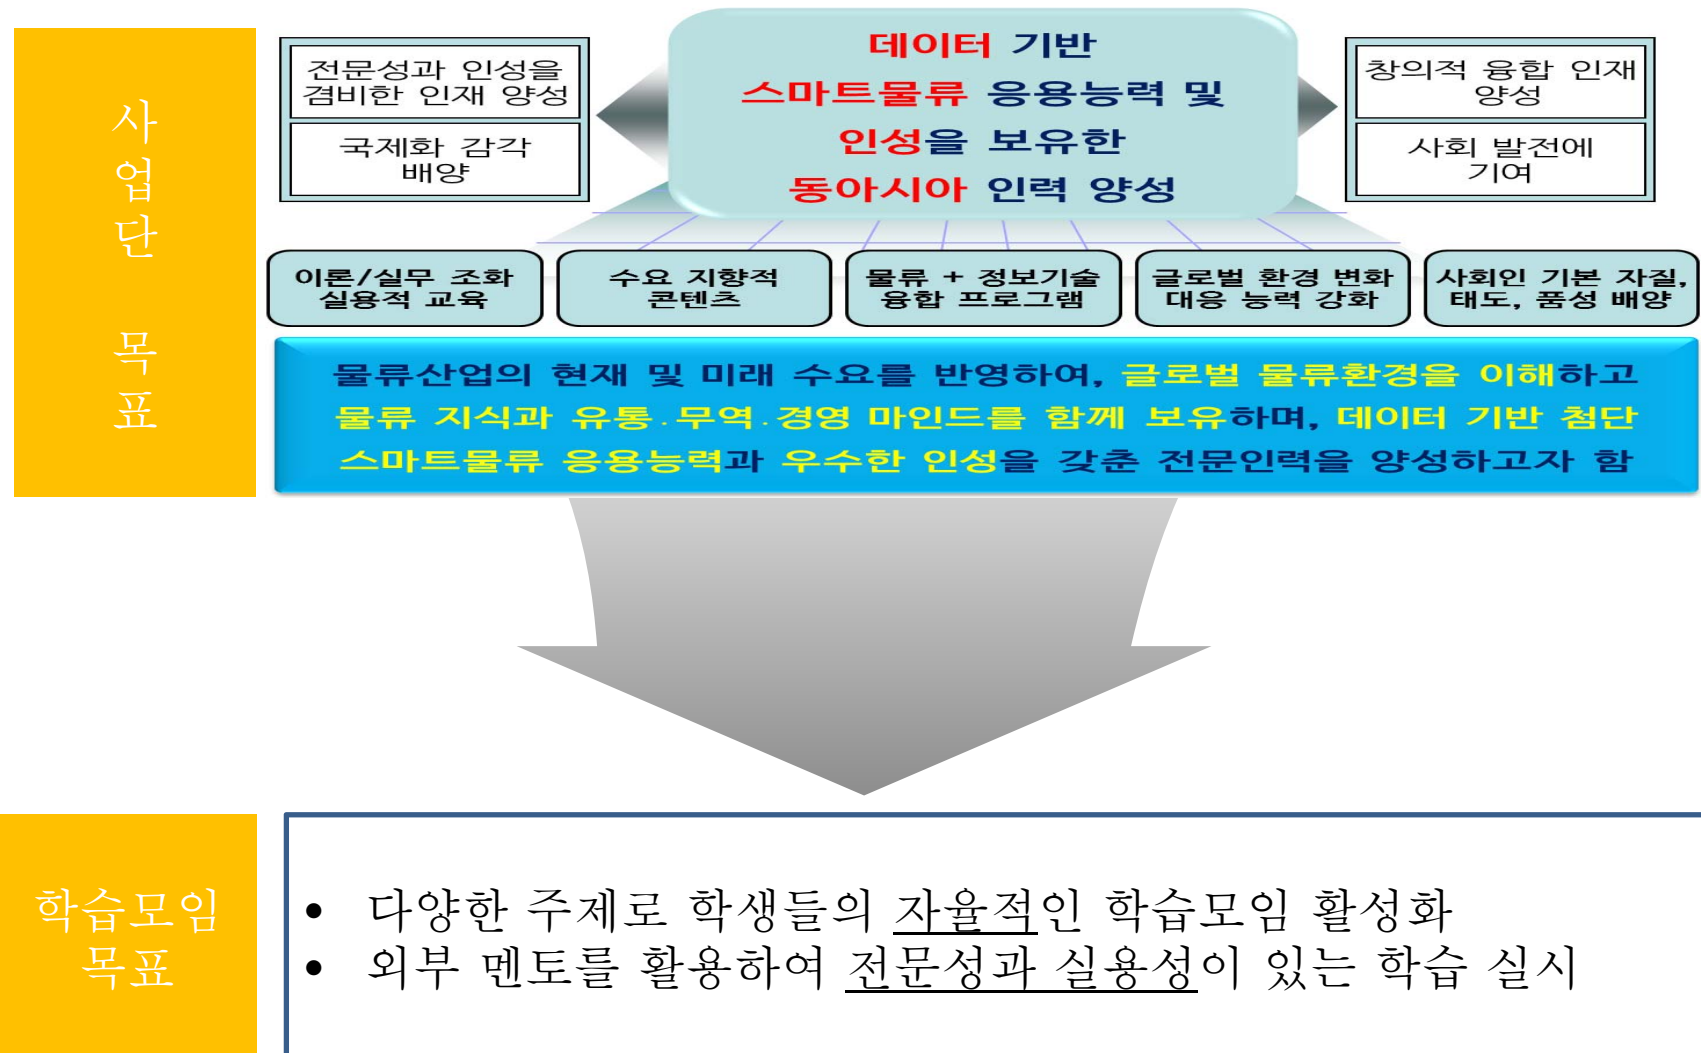 사
업
단
목
표
전문성과 인성을
겸비한 인재 양성
국제화 감각
배양
데이터 기반
스마트물류 응용능력 및
인성을 보유한
동아시아 인력 양성
창의적 융합 인재
양성
사회 발전에
기여
이론/실무 조화
실용적 교육
수요 지향적
콘텐츠
물류 + 정보기술
융합 프로그램
글로벌 환경 변화
대응 능력 강화
사회인 기본 자질,
태도, 품성 배양
물류산업의 현재 및 미래 수요를 반영하여, 글로벌 물류환경을 이해하고
물류 지식과 유통·무역·경영 마인드를 함께 보유하며, 데이터 기반 첨단
스마트물류 응용능력과 우수한 인성을 갖춘 전문인력을 양성하고자 함
학습모임
목표
• 다양한 주제로 학생들의 자율적인 학습모임 활성화
• 외부 멘토를 활용하여 전문성과 실용성이 있는 학습 실시